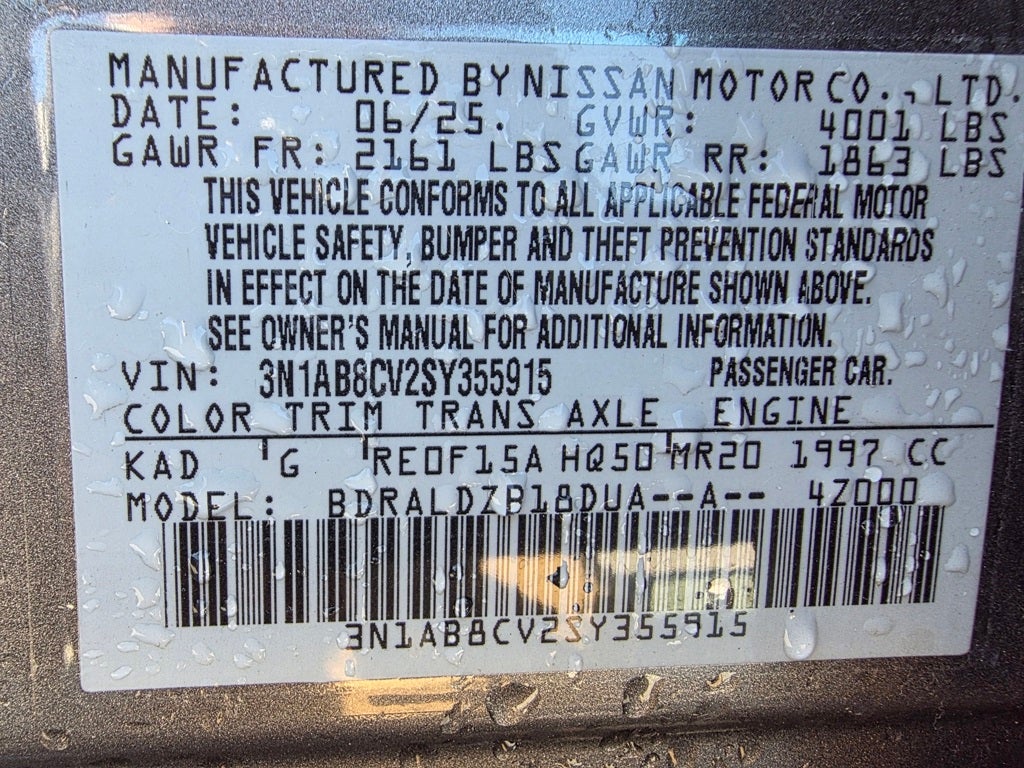 MANUFACTURED BY NISSAN MOTOR CO., LTD.
DATE: 06/25. GVWR: 4001 LBS
GAWR FR: 2161 LBS GAWR RR: 1863 LBS
THIS VEHICLE CONFORMS TO ALL APPLICABLE FEDERAL MOTOR
VEHICLE SAFETY, BUMPER AND THEFT PREVENTION STANDARDS
IN EFFECT ON THE DATE OF MANUFACTURE SHOWN ABOVE.
SEE OWNER'S MANUAL FOR ADDITIONAL INFORMATION.
VIN: 3N1AB8CV2SY355915 PASSENGER CAR.
COLOR TRIM TRANS AXLE ENGINE
KAD G RE0F15A HQ50 MR20 1997 CC
MODEL: BDRALDZB18DUA--A-- 4Z000
3N1AB8CV2SY355915